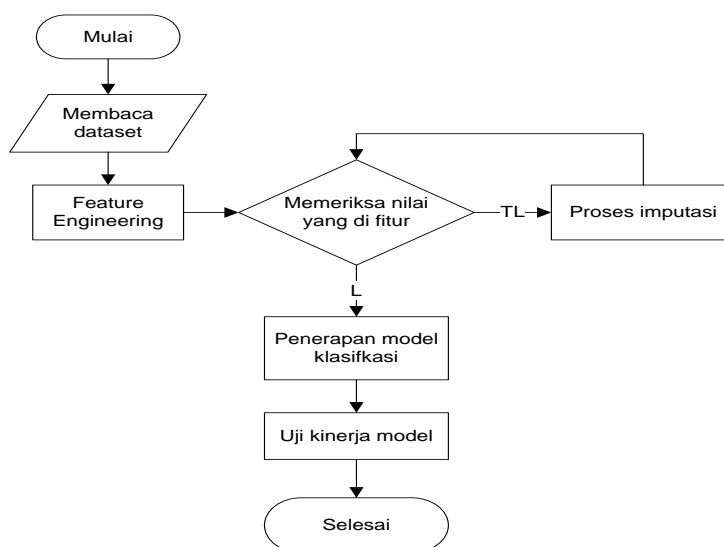 Mulai
Membaca
dataset
Feature
Engineering
Memeriksa nilai
yang di fitur
TL
Proses imputasi
L
Penerapan model
klasifkasi
Uji kinerja model
Selesai